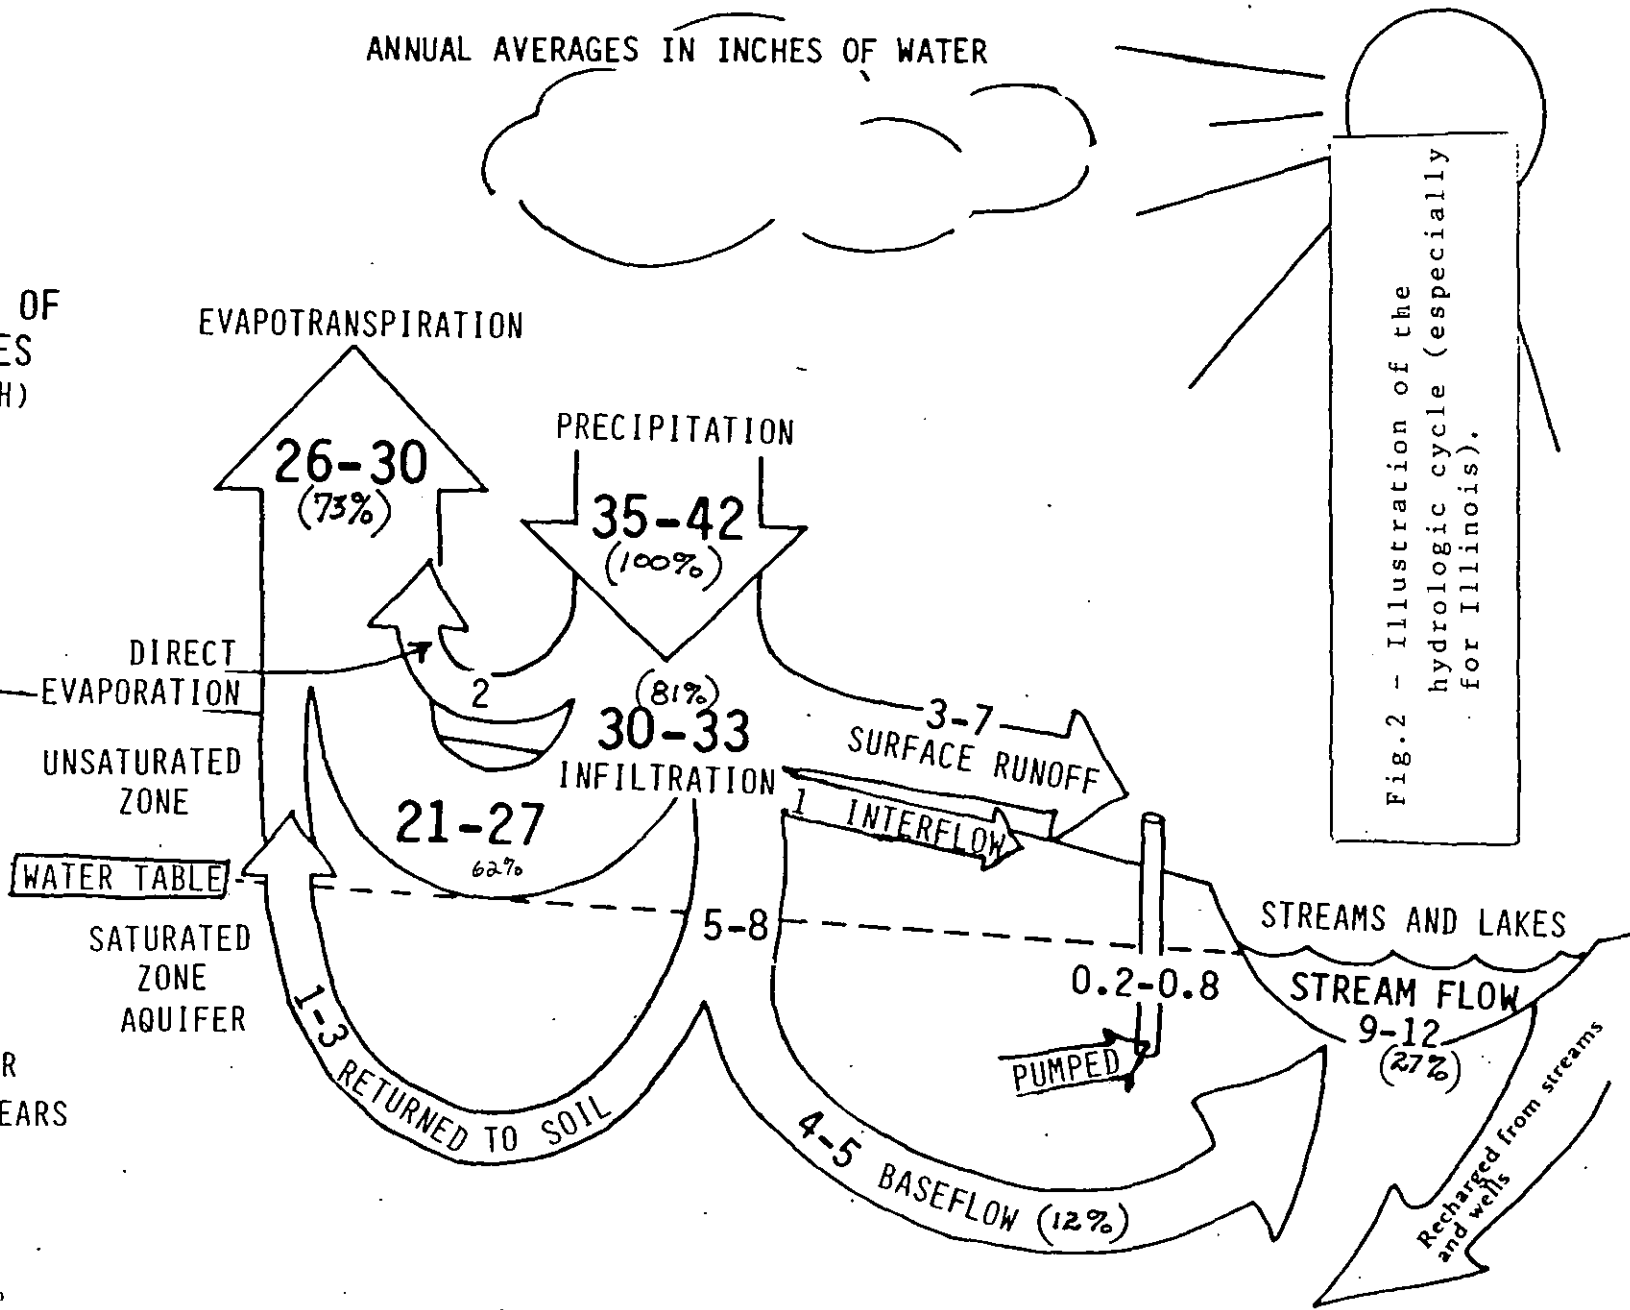 ANNUAL AVERAGES IN INCHES OF WATER
OF
ES
H)
EVAPOTRANSPIRATION
26-30
(73%)
PRECIPITATION
35-42
(100%)
DIRECT
EVAPORATION
2
(81%)
30-33
INFILTRATION
3-7
SURFACE RUNOFF
1 INTERFLOW
UNSATURATED
ZONE
21-27
62%
WATER TABLE
SATURATED
ZONE
AQUIFER
5-8
0.2-0.8
PUMPED
STREAMS AND LAKES
STREAM FLOW
9-12
(27%)
1-3 RETURNED TO SOIL
4-5 BASEFLOW (12%)
Recharged from streams
and wells
R
EARS
Fig.2 - Illustration of the
hydrologic cycle (especially
for Illinois).